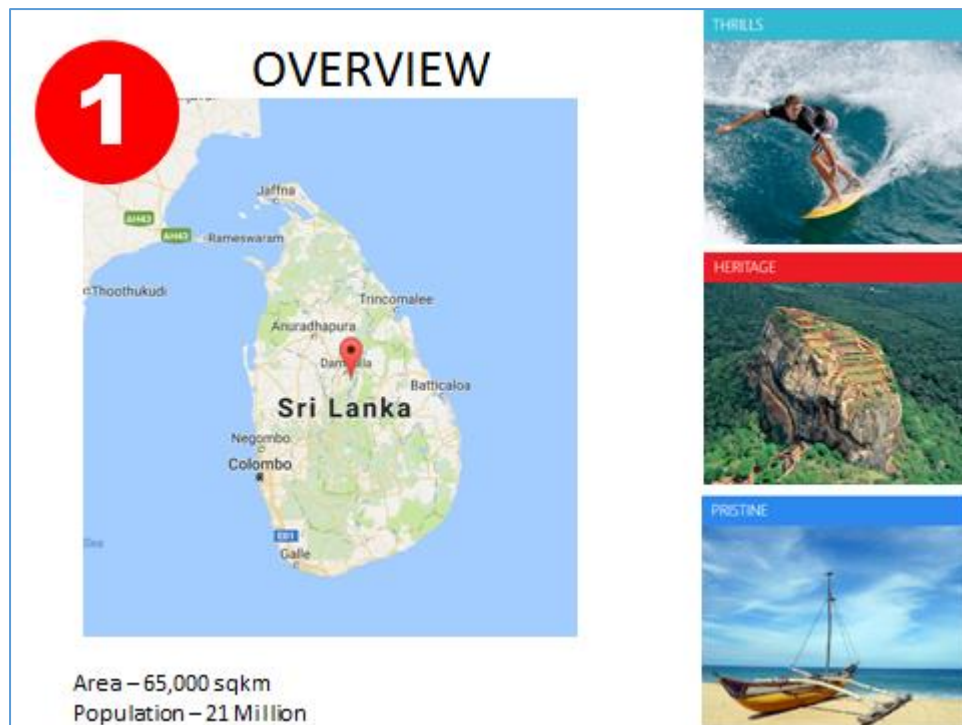 1
OVERVIEW
Jaffna
AH43
AH43
Rameswaram
Thoothukudi
Trincomalee
Anuradhapura
Batticaloa
Sri Lanka
Negombo
Colombo
E01
Galle
Area – 65,000 sqkm
Population – 21 Million
THRILLS
HERITAGE
PRISTINE